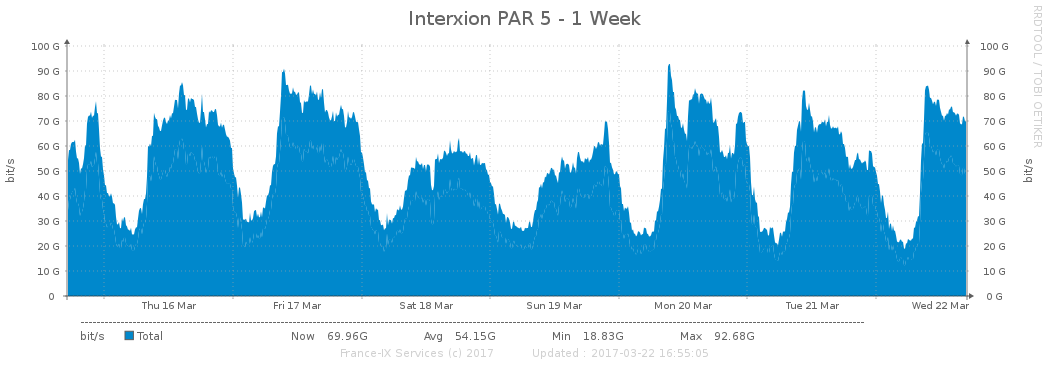 Interxion PAR 5 - 1 Week
RRDTOOL / TOBI OETIKER
bit/s
bit/s
100 G 100 G
90 G 90 G
80 G 80 G
70 G 70 G
60 G 60 G
50 G 50 G
40 G 40 G
30 G 30 G
20 G 20 G
10 G 10 G
0 0 G
Thu 16 Mar Fri 17 Mar Sat 18 Mar Sun 19 Mar Mon 20 Mar Tue 21 Mar Wed 22 Mar
bit/s Total Now 69.96G Avg 54.15G Min 18.83G Max 92.68G
France-IX Services (c) 2017 Updated : 2017-03-22 16:55:05